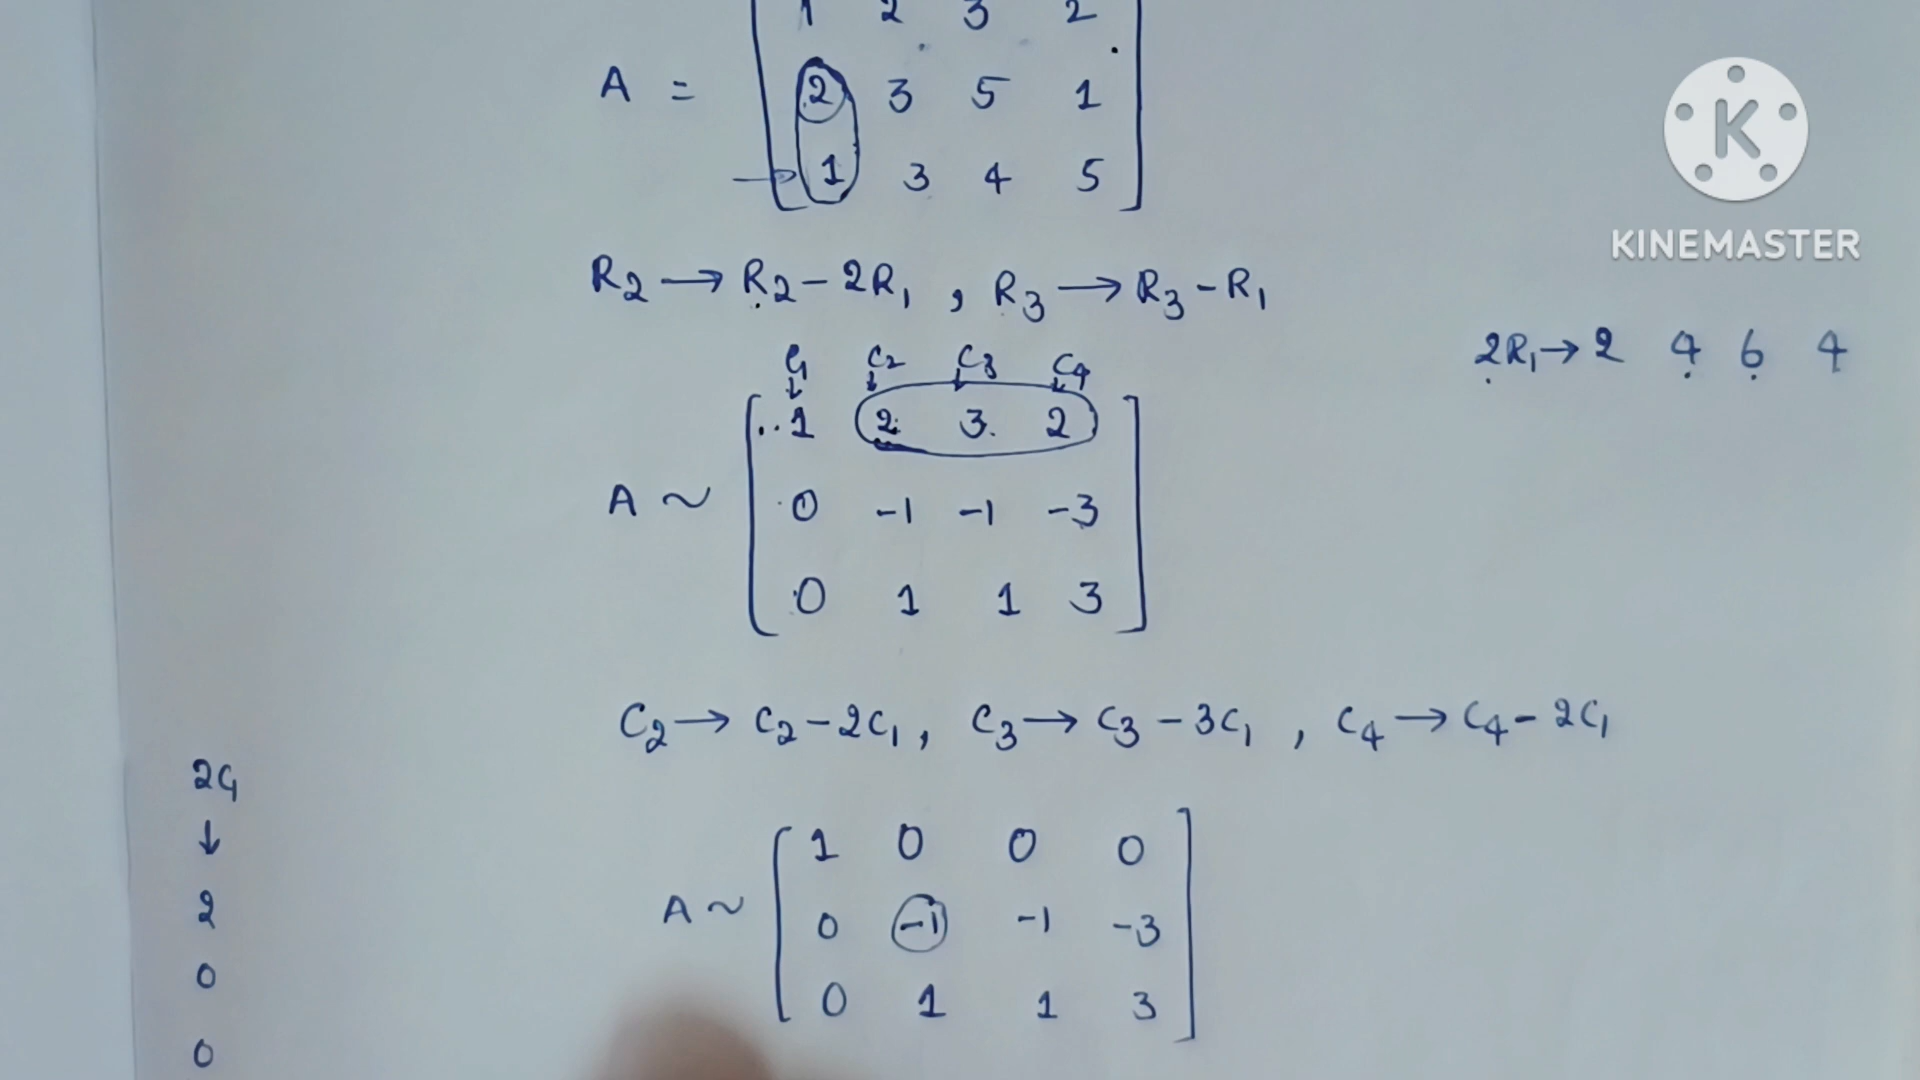 1 2 3 2
A = 2 3 5 1
1 3 4 5
R2 → R2 - 2R1 , R3 → R3 - R1
2R1 → 2 4 6 4
C1 C2 C3 C4
1 2 3 2
A ~ 0 -1 -1 -3
0 1 1 3
C2 → C2 - 2C1 , C3 → C3 - 3C1 , C4 → C4 - 2C1
1 0 0 0
A ~ 0 -1 -1 -3
0 1 1 3
2C1
↓
2
0
0
K
KINEMASTER